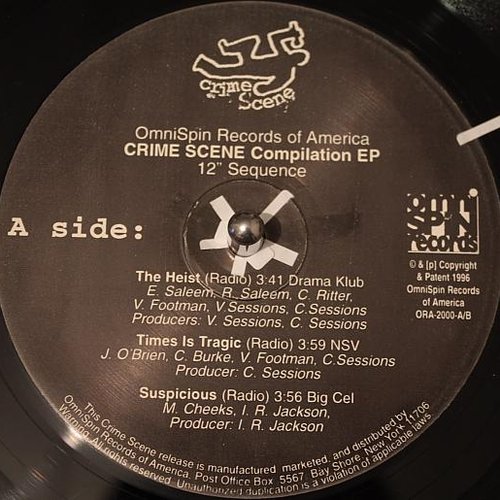 crime
Scene
OmniSpin Records of America
CRIME SCENE Compilation EP
12" Sequence
A side:
OMNI
SPIN
records
© & [p] Copyright
& Patent 1996
OmniSpin Records
of America
ORA-2000-A/B
The Heist (Radio) 3:41 Drama Klub
E. Saleem, R. Saleem, C. Ritter,
V. Footman, V.Sessions, C.Sessions
Producers: V. Sessions, C. Sessions
Times Is Tragic (Radio) 3:59 NSV
J. O'Brien, C. Burke, V. Footman, C.Sessions
Producer: C. Sessions
Suspicious (Radio) 3:56 Big Cel
M. Cheeks, I. R. Jackson,
Producer: I. R. Jackson
This Crime Scene release is manufactured marketed, and distributed by
OmniSpin Records of America, Post Office Box 5567 Bay Shore, New York 11706
Warning. All rights reserved. Unauthorized duplication is a violation of applicable laws